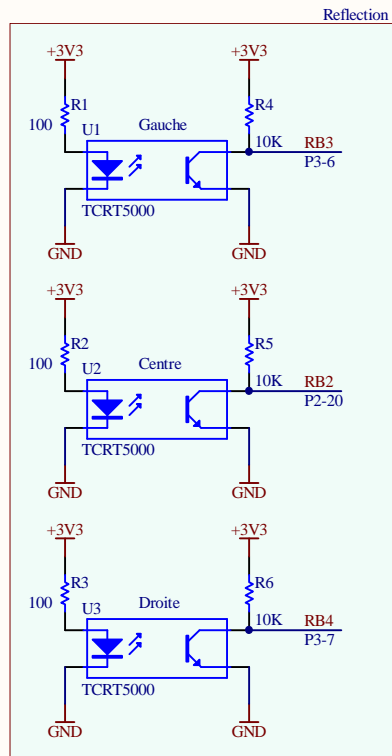 Reflection
+3V3
+3V3
R1
R4
100
U1
Gauche
10K
RB3
P3-6
TCRT5000
GND
GND
+3V3
+3V3
R2
R5
100
U2
Centre
10K
RB2
P2-20
TCRT5000
GND
GND
+3V3
+3V3
R3
R6
100
U3
Droite
10K
RB4
P3-7
TCRT5000
GND
GND